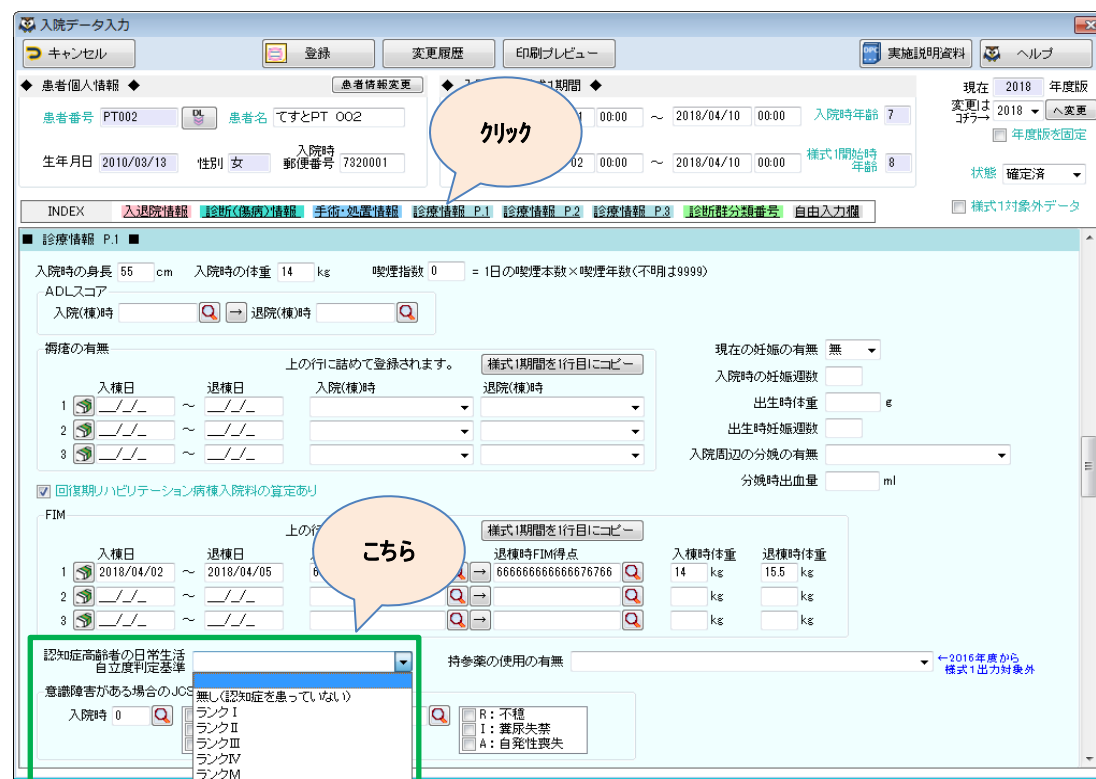 入院データ入力
キャンセル 登録 変更履歴 印刷プレビュー 実施説明資料 ヘルプ
◆ 患者個人情報 ◆ 患者情報変更 ◆ 1期間 ◆ 現在 2018 年度版
変更は コチラ→ 2018 へ変更
患者番号 PT002 DL 患者名 てすとPT 002 00:00 ～ 2018/04/10 00:00 入院時年齢 7
クリック
年度版を固定
生年月日 2010/03/13 性別 女 入院時郵便番号 7320001 02 00:00 ～ 2018/04/10 00:00 様式1開始時年齢 8
状態 確定済
INDEX 入退院情報 診断(傷病)情報 手術・処置情報 診療情報 P.1 診療情報 P.2 診療情報 P.3 診断群分類番号 自由入力欄 様式1対象外データ
■ 診療情報 P.1 ■
入院時の身長 55 cm 入院時の体重 14 kg 喫煙指数 0 = 1日の喫煙本数×喫煙年数(不明は9999)
ADLスコア
入院(棟)時 → 退院(棟)時
褥瘡の有無 現在の妊娠の有無 無
上の行に詰めて登録されます。 様式1期間を1行目にコピー
入院時の妊娠週数
入棟日 退棟日 入院(棟)時 退院(棟)時
1 __/_/_ ～ __/_/_ 出生時体重 g
2 __/_/_ ～ __/_/_ 出生時妊娠週数
3 __/_/_ ～ __/_/_ 入院周辺の分娩の有無
分娩時出血量 ml
回復期リハビリテーション病棟入院料の算定あり
FIM
上の行 様式1期間を1行目にコピー
こちら
入棟日 退棟日 退棟時FIM得点 入棟時体重 退棟時体重
1 2018/04/02 ～ 2018/04/05 → 666666666666676766 14 kg 15.5 kg
2 __/_/_ ～ __/_/_ → kg kg
3 __/_/_ ～ __/_/_ → kg kg
認知症高齢者の日常生活自立度判定基準 持参薬の使用の有無 ←2016年度から様式1出力対象外
意識障害がある場合のJCS
無し(認知症を患っていない)
入院時 0 ランクⅠ R：不穏
ランクⅡ I：糞尿失禁
ランクⅢ A：自発性喪失
ランクⅣ
ランクM